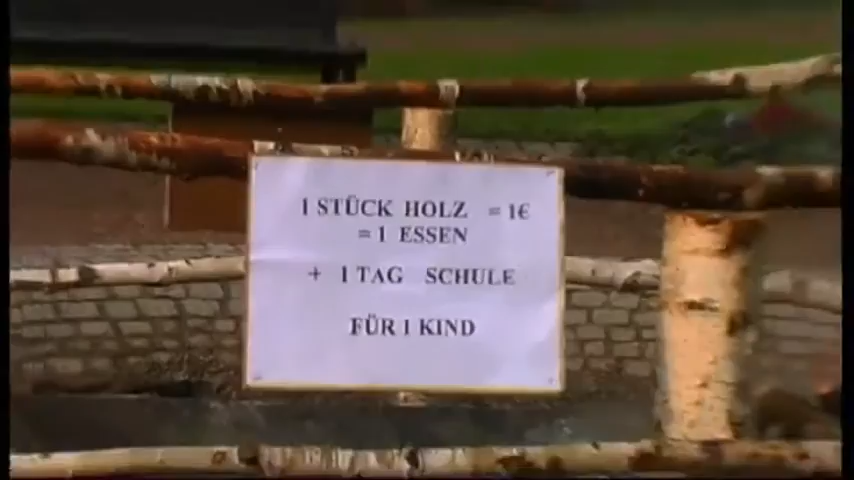 1 STÜCK HOLZ = 1€
= 1 ESSEN
+ 1 TAG SCHULE
FÜR 1 KIND